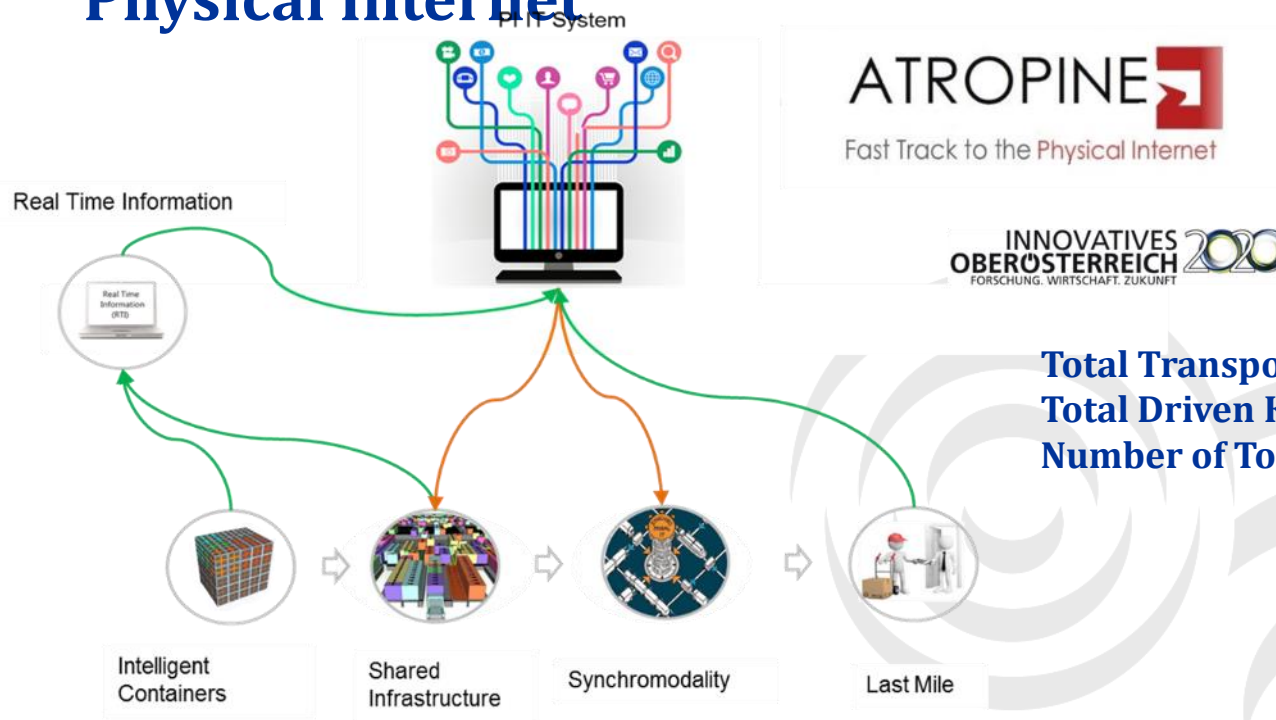 Physical Internet
PI-IT System
ATROPINE
Fast Track to the Physical Internet
Real Time Information
INNOVATIVES 2020
OBERÖSTERREICH
FORSCHUNG. WIRTSCHAFT. ZUKUNFT
Real Time
Information
(RTI)
Total Transpo
Total Driven
Number of To
Intelligent
Containers
Shared
Infrastructure
Synchromodality
Last Mile